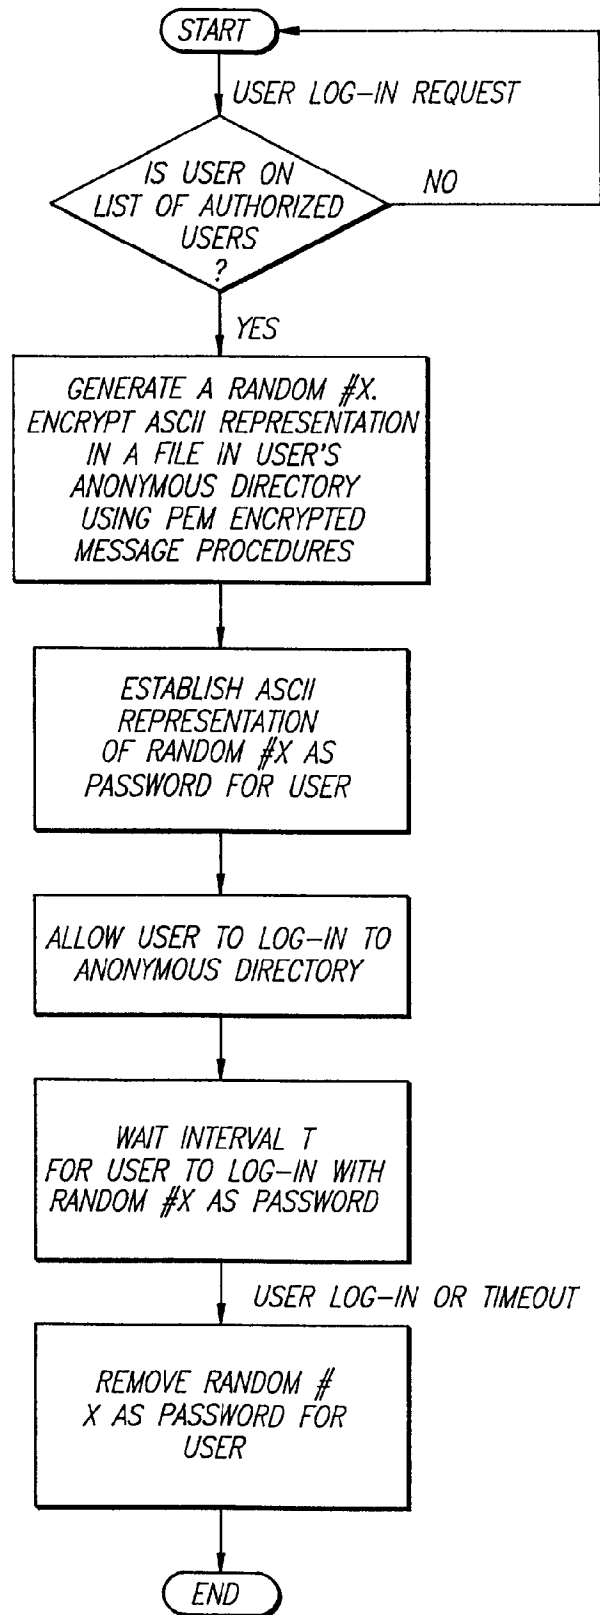 START
USER LOG-IN REQUEST
IS USER ON
LIST OF AUTHORIZED
USERS
?
NO
YES
GENERATE A RANDOM #X.
ENCRYPT ASCII REPRESENTATION
IN A FILE IN USER'S
ANONYMOUS DIRECTORY
USING PEM ENCRYPTED
MESSAGE PROCEDURES
ESTABLISH ASCII
REPRESENTATION
OF RANDOM #X AS
PASSWORD FOR USER
ALLOW USER TO LOG-IN TO
ANONYMOUS DIRECTORY
WAIT INTERVAL T
FOR USER TO LOG-IN WITH
RANDOM #X AS PASSWORD
USER LOG-IN OR TIMEOUT
REMOVE RANDOM #
X AS PASSWORD FOR
USER
END